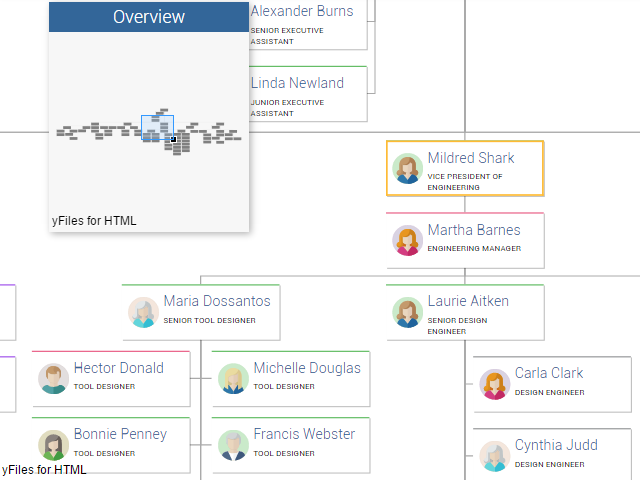 Overview
yFiles for HTML
Alexander Burns
SENIOR EXECUTIVE
ASSISTANT
Linda Newland
JUNIOR EXECUTIVE
ASSISTANT
Mildred Shark
VICE PRESIDENT OF
ENGINEERING
Martha Barnes
ENGINEERING MANAGER
Maria Dossantos
SENIOR TOOL DESIGNER
Laurie Aitken
SENIOR DESIGN
ENGINEER
Hector Donald
TOOL DESIGNER
Michelle Douglas
TOOL DESIGNER
Carla Clark
DESIGN ENGINEER
Bonnie Penney
TOOL DESIGNER
Francis Webster
TOOL DESIGNER
Cynthia Judd
DESIGN ENGINEER
yFiles for HTML